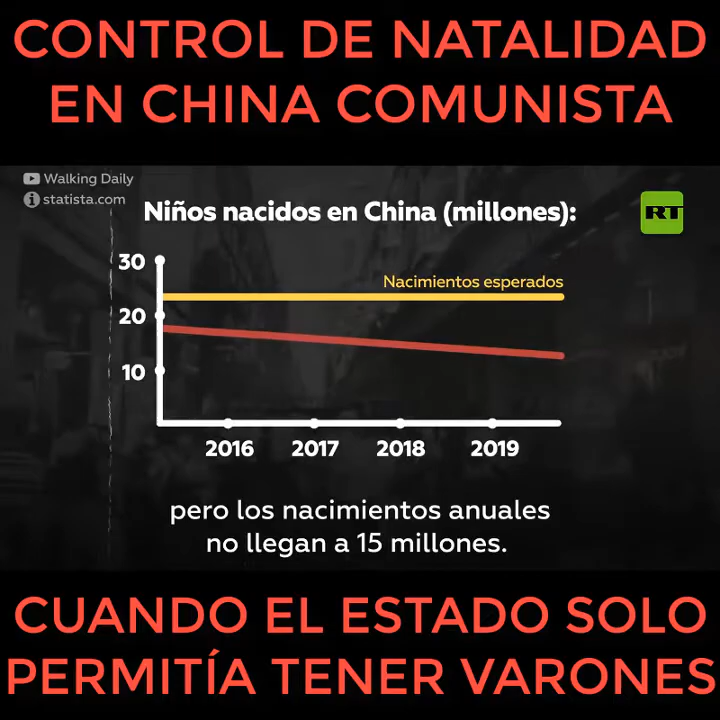 CONTROL DE NATALIDAD
EN CHINA COMUNISTA
Walking Daily
statista.com
Niños nacidos en China (millones):
RT
30
Nacimientos esperados
20
10
2016 2017 2018 2019
pero los nacimientos anuales
no llegan a 15 millones.
CUANDO EL ESTADO SOLO
PERMITÍA TENER VARONES